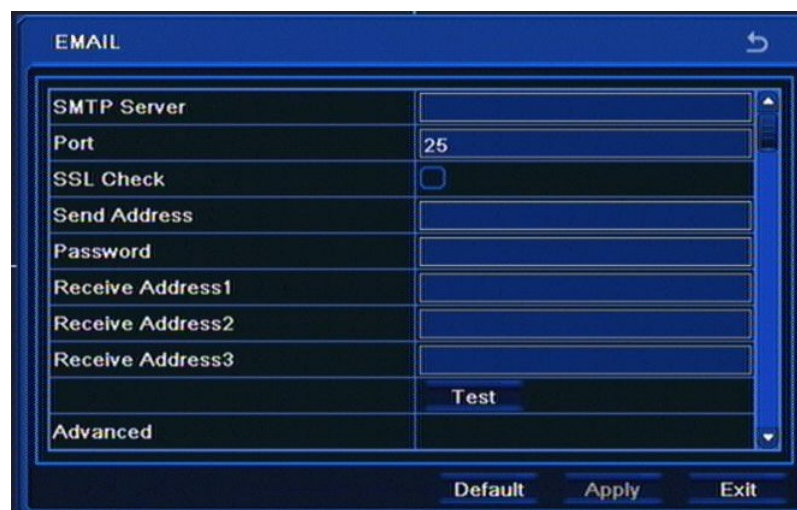 EMAIL
SMTP Server
Port 25
SSL Check
Send Address
Password
Receive Address1
Receive Address2
Receive Address3
Test
Advanced
Default Apply Exit